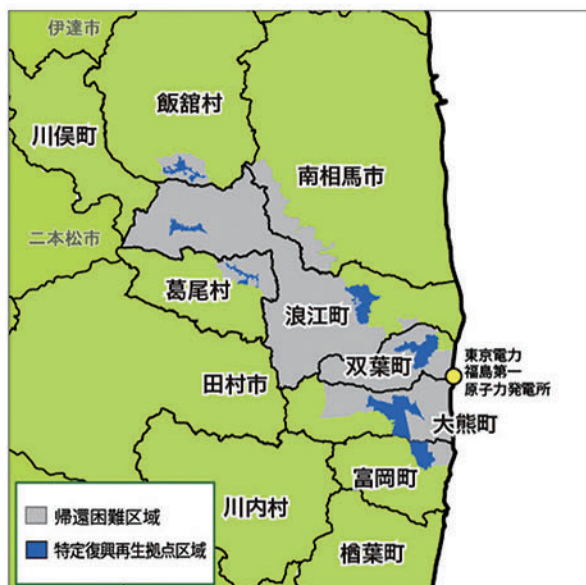 伊達市
飯舘村
川俣町
南相馬市
二本松市
葛尾村
浪江町
双葉町
東京電力
福島第一
原子力発電所
田村市
大熊町
富岡町
川内村
楢葉町
帰還困難区域
特定復興再生拠点区域